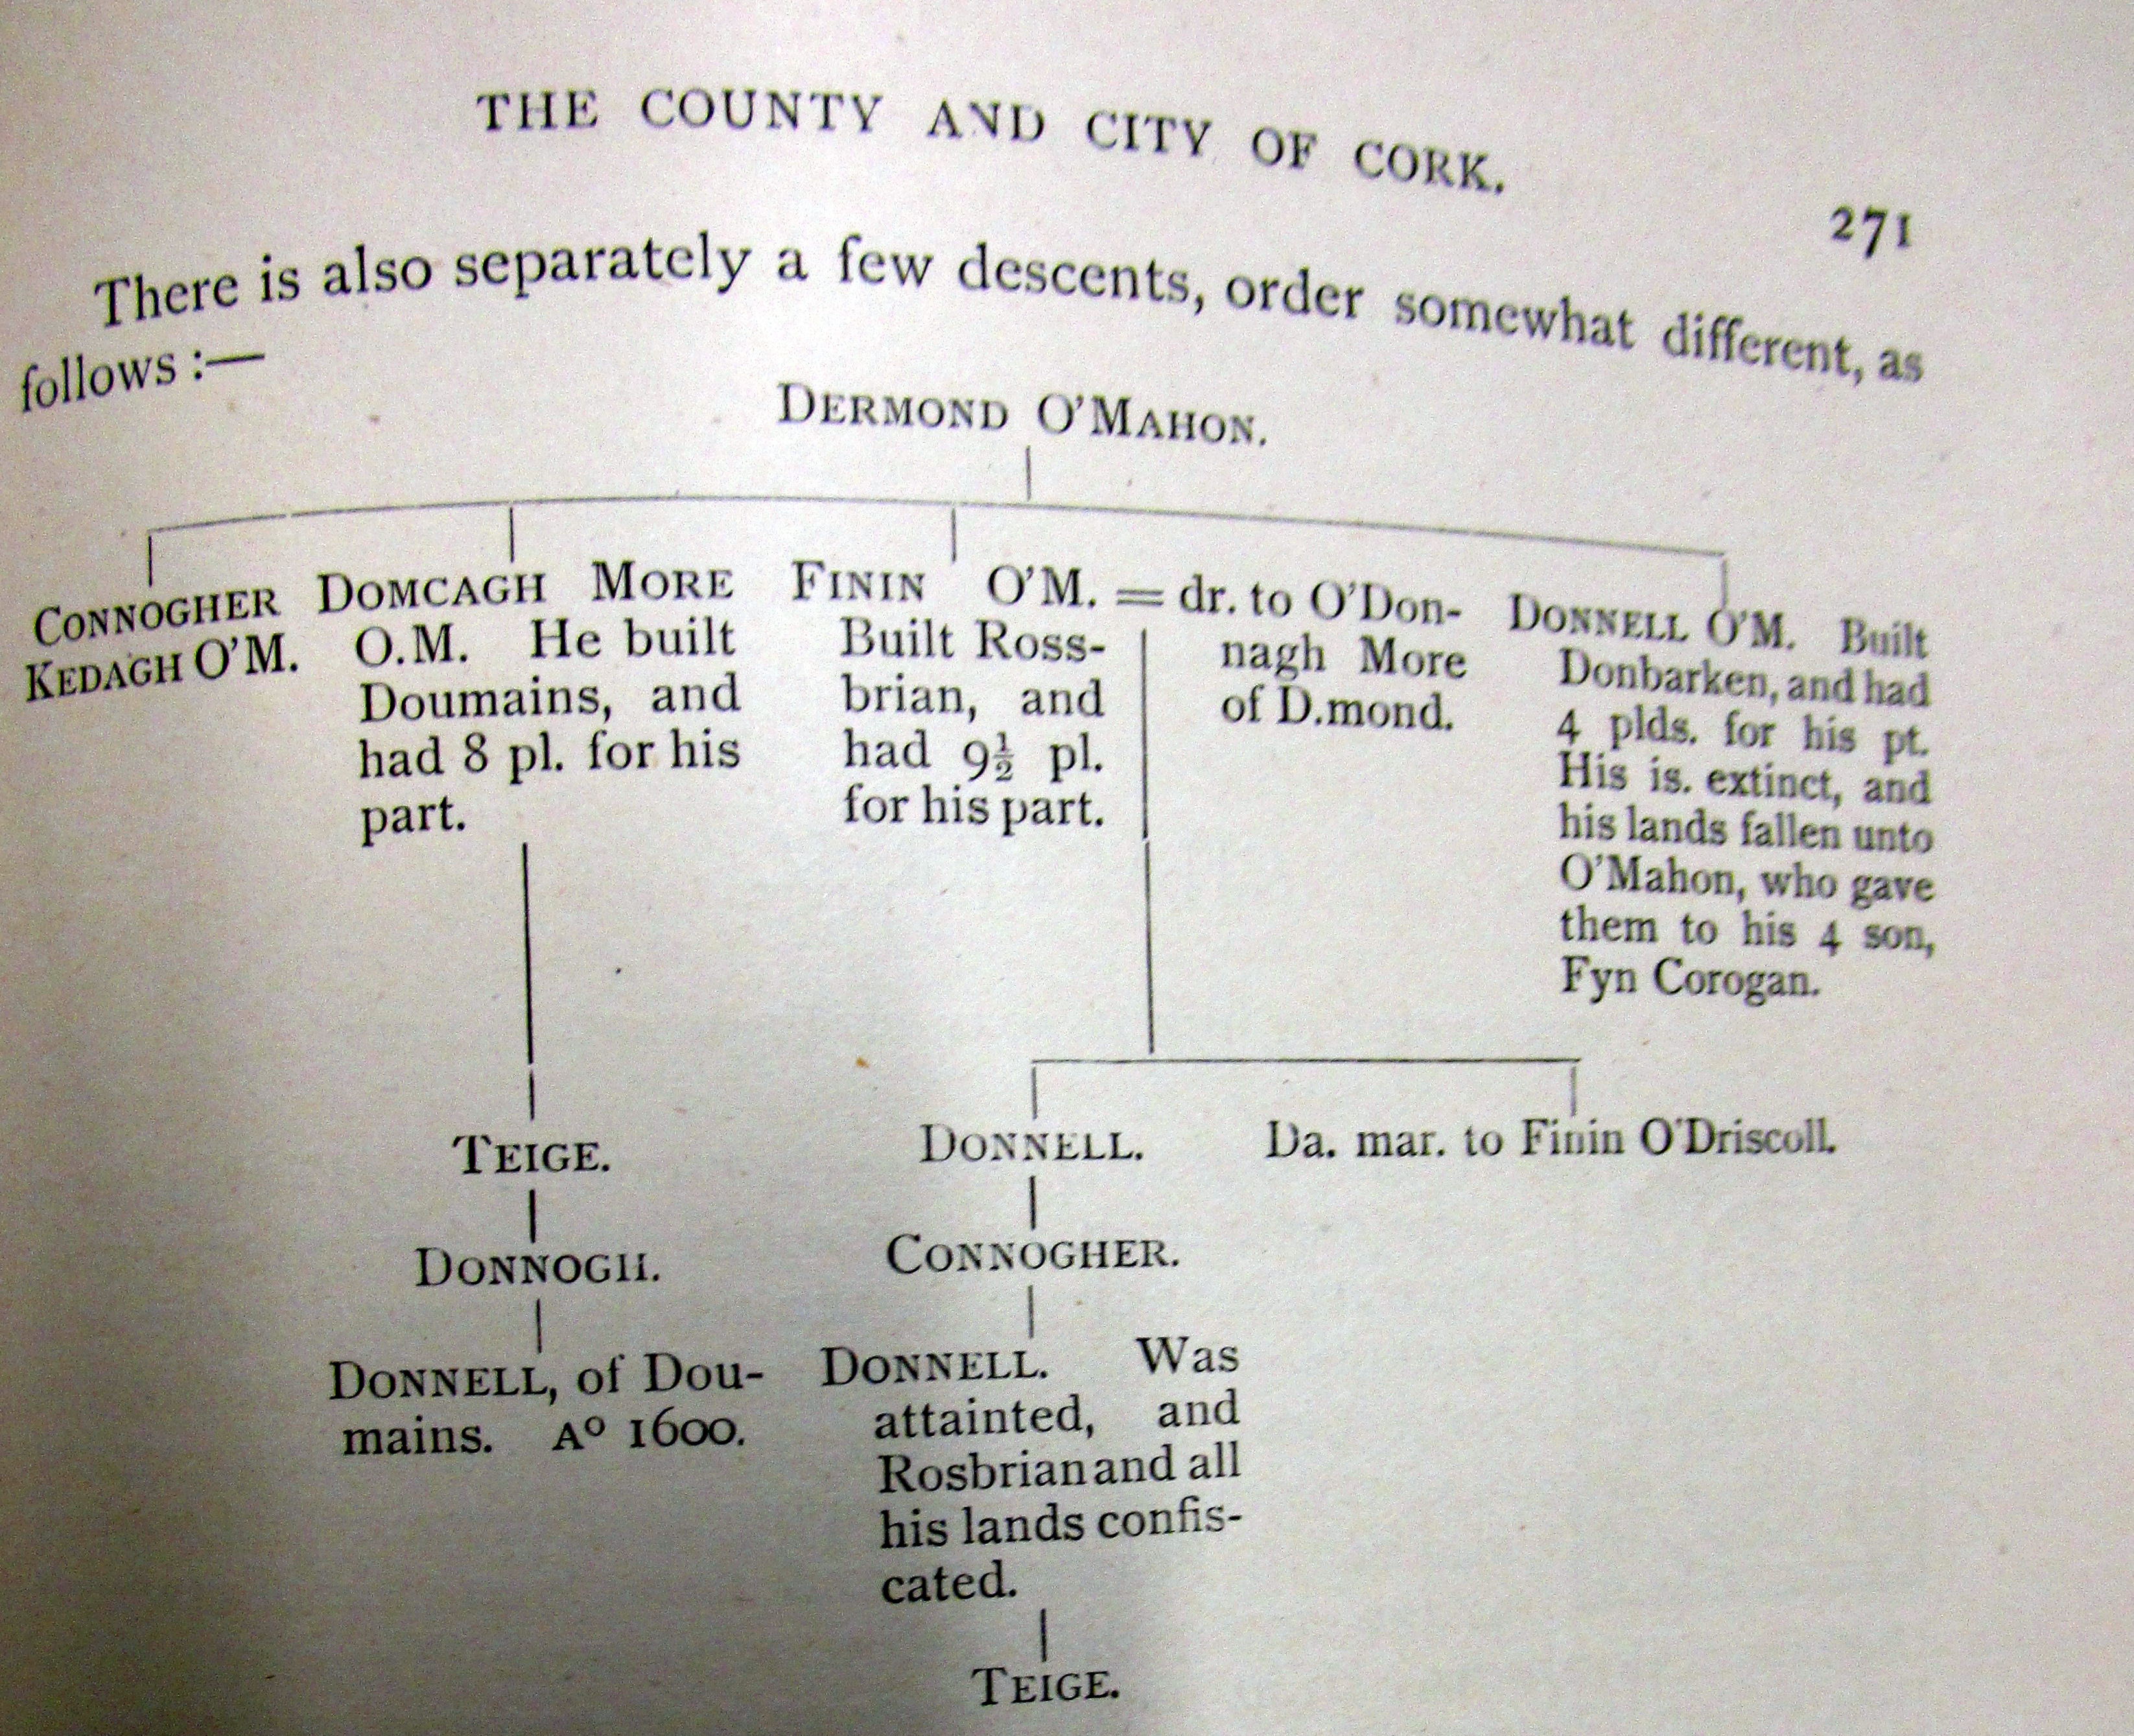 THE COUNTY AND CITY OF CORK.
271
There is also separately a few descents, order somewhat different, as
follows :—
DERMOND O'MAHON.
CONNOGHER
KEDAGH O'M.
DOMCAGH MORE
O.M. He built
Doumains, and
had 8 pl. for his
part.
FININ O'M. = dr. to O'Don-
Built Ross-
brian, and
had 9½ pl.
for his part.
nagh More
of D.mond.
DONNELL O'M. Built
Donbarken, and had
4 plds. for his pt.
His is. extinct, and
his lands fallen unto
O'Mahon, who gave
them to his 4 son,
Fyn Corogan.
TEIGE.
DONNOGH.
DONNELL, of Dou-
mains. Aº 1600.
DONNELL.
Da. mar. to Finin O'Driscoll.
CONNOGHER.
DONNELL. Was
attainted, and
Rosbrian and all
his lands confis-
cated.
TEIGE.